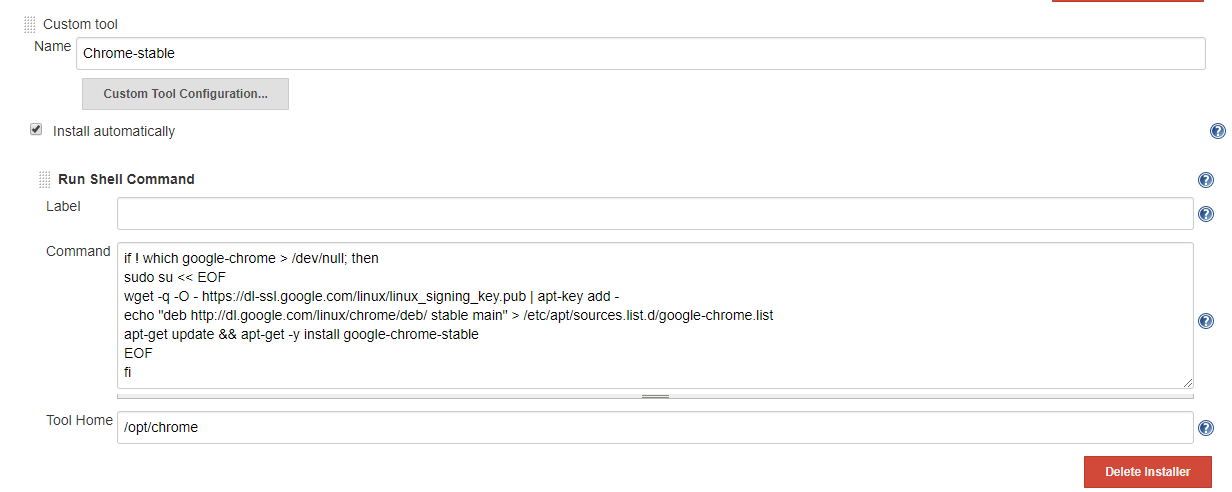 Custom tool
Name
Chrome-stable
Custom Tool Configuration...
Install automatically
Run Shell Command
Label
Command
if ! which google-chrome > /dev/null; then
sudo su << EOF
wget -q -O - https://dl-ssl.google.com/linux/linux_signing_key.pub | apt-key add -
echo "deb http://dl.google.com/linux/chrome/deb/ stable main" > /etc/apt/sources.list.d/google-chrome.list
apt-get update && apt-get -y install google-chrome-stable
EOF
fi
Tool Home
/opt/chrome
Delete Installer